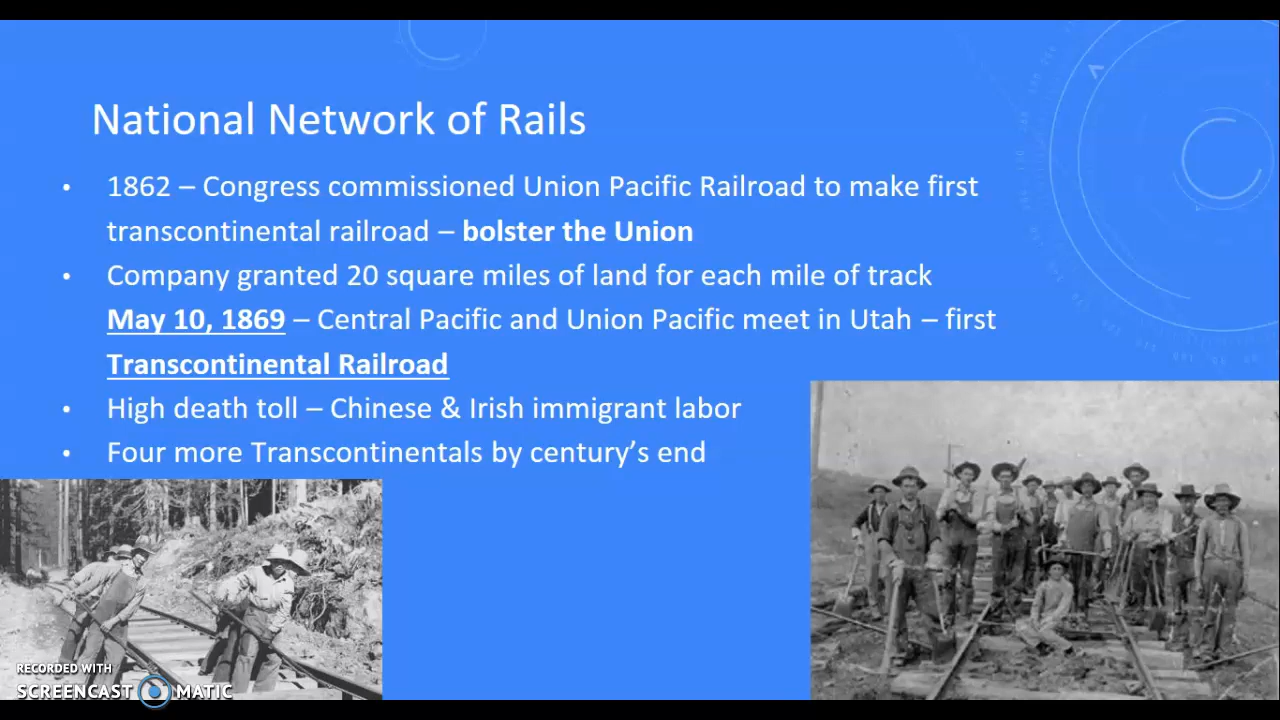 National Network of Rails
• 1862 – Congress commissioned Union Pacific Railroad to make first
transcontinental railroad – bolster the Union
• Company granted 20 square miles of land for each mile of track
May 10, 1869 – Central Pacific and Union Pacific meet in Utah – first
Transcontinental Railroad
• High death toll – Chinese & Irish immigrant labor
• Four more Transcontinentals by century’s end
RECORDED WITH
SCREENCAST MATIC